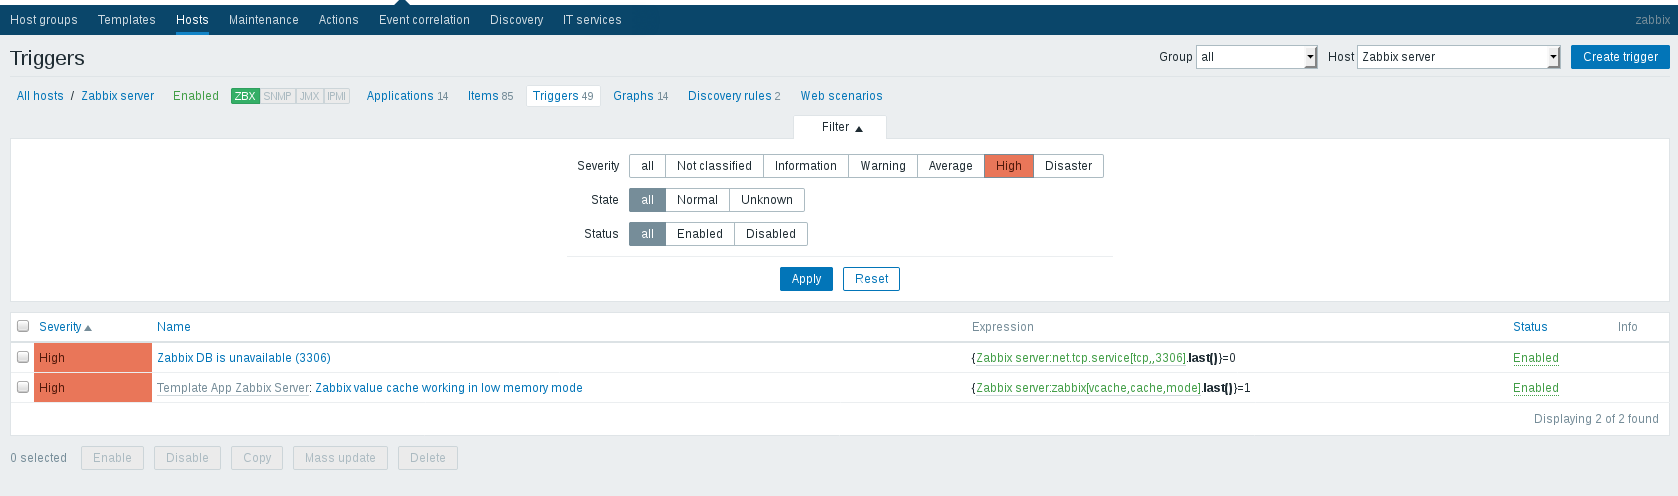 Host groups Templates Hosts Maintenance Actions Event correlation Discovery IT services zabbix
Triggers Group all Host Zabbix server Create trigger
All hosts / Zabbix server Enabled ZBX SNMP JMX IPMI Applications 14 Items 85 Triggers 49 Graphs 14 Discovery rules 2 Web scenarios
Filter
Severity all Not classified Information Warning Average High Disaster
State all Normal Unknown
Status all Enabled Disabled
Apply Reset
Severity Name Expression Status Info
High Zabbix DB is unavailable (3306) {Zabbix server:net.tcp.service[tcp,,3306].last()}=0 Enabled
High Template App Zabbix Server: Zabbix value cache working in low memory mode {Zabbix server:zabbix[vcache,cache,mode].last()}=1 Enabled
Displaying 2 of 2 found
0 selected Enable Disable Copy Mass update Delete